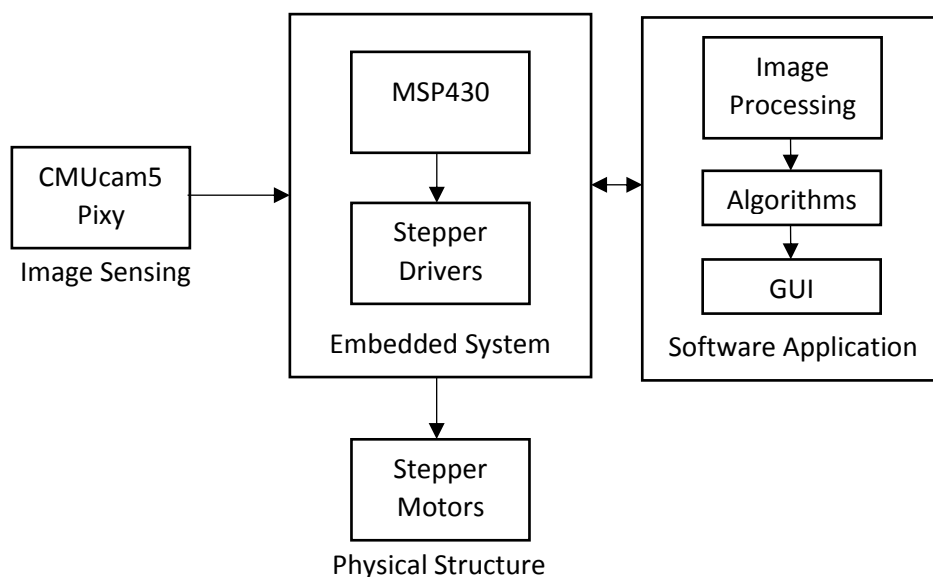 CMUcam5
Pixy
Image Sensing
MSP430
Stepper
Drivers
Embedded System
Image
Processing
Algorithms
GUI
Software Application
Stepper
Motors
Physical Structure